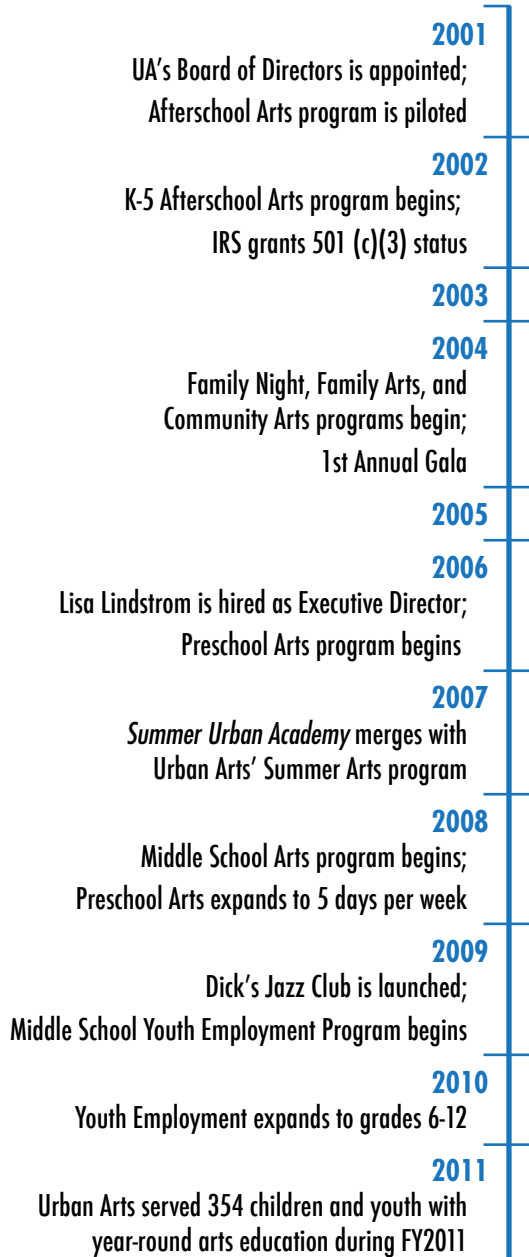 2001
UA's Board of Directors is appointed;
Afterschool Arts program is piloted
2002
K-5 Afterschool Arts program begins;
IRS grants 501 (c)(3) status
2003
2004
Family Night, Family Arts, and
Community Arts programs begin;
1st Annual Gala
2005
2006
Lisa Lindstrom is hired as Executive Director;
Preschool Arts program begins
2007
Summer Urban Academy merges with
Urban Arts' Summer Arts program
2008
Middle School Arts program begins;
Preschool Arts expands to 5 days per week
2009
Dick's Jazz Club is launched;
Middle School Youth Employment Program begins
2010
Youth Employment expands to grades 6-12
2011
Urban Arts served 354 children and youth with
year-round arts education during FY2011